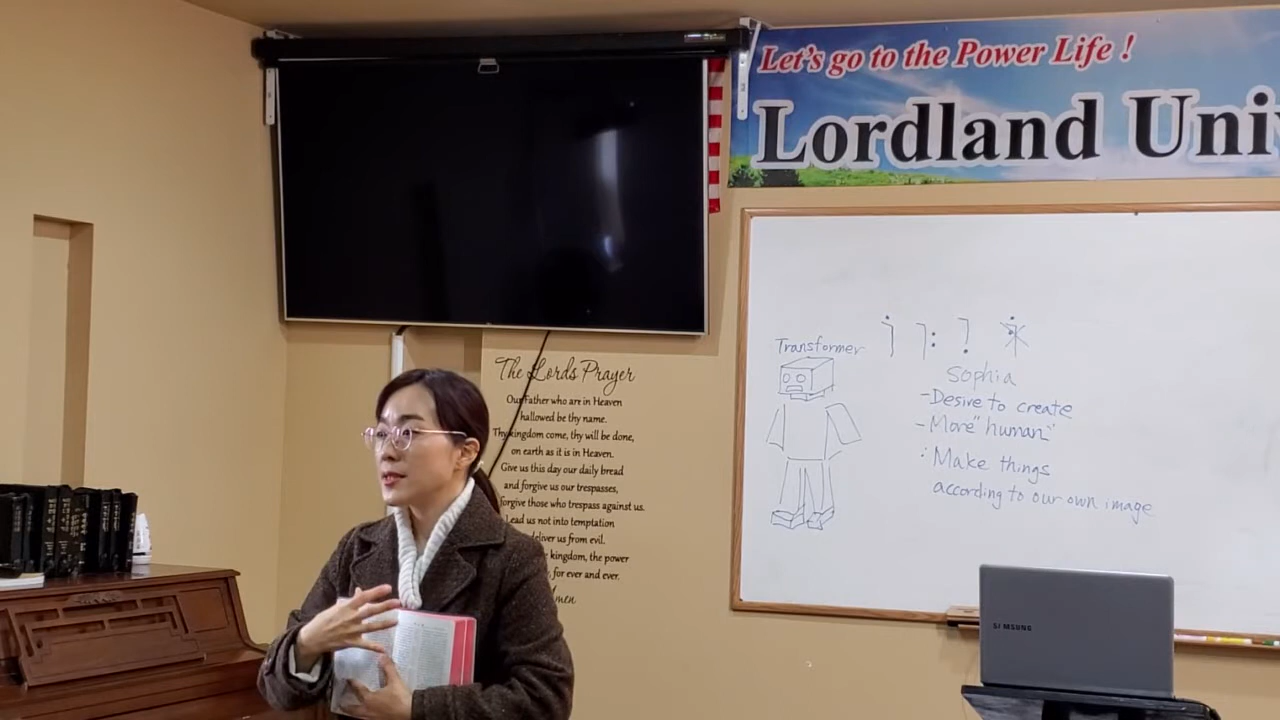 Let's go to the Power Life !
Lordland Uni
The Lord's Prayer
Our Father who are in Heaven
hallowed be thy name.
Thy kingdom come, thy will be done,
on earth as it is in Heaven.
Give us this day our daily bread
and forgive us our trespasses,
forgive those who trespass against us.
Lead us not into temptation
deliver us from evil.
kingdom, the power
, for ever and ever.
Transformer
Sophia
- Desire to create
- More "human"
: Make things
according to our own image
SAMSUNG